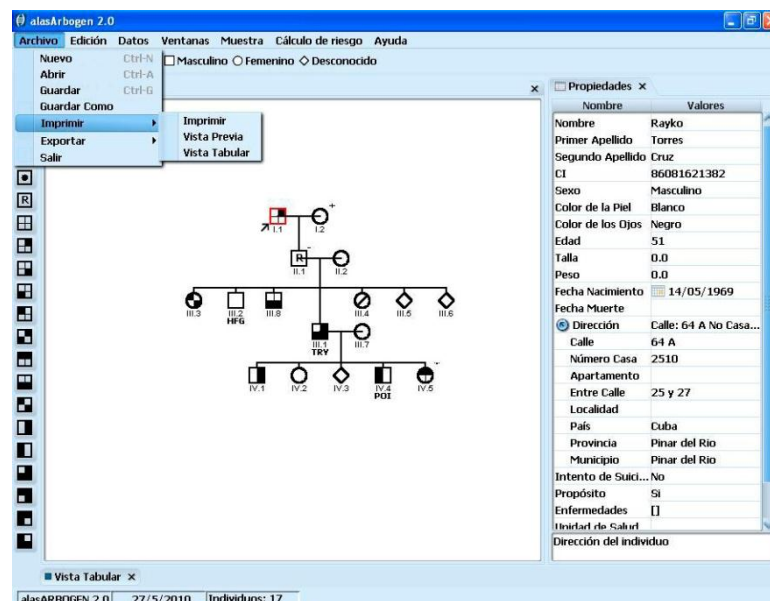 alasArbogen 2.0
Archivo Edición Datos Ventanas Muestra Cálculo de riesgo Ayuda
Nuevo Ctrl-N
Abrir Ctrl-A
Guardar Ctrl-G
Guardar Como
Imprimir
Exportar
Salir
Imprimir
Vista Previa
Vista Tabular
Masculino Femenino Desconocido
R
I.1 I.2
R
II.1 II.2
III.3 III.2 III.8 III.4 III.5 III.6
HFG
III.1 III.7
TRY
IV.1 IV.2 IV.3 IV.4 IV.5
POI
Propiedades
Nombre Valores
Nombre Rayko
Primer Apellido Torres
Segundo Apellido Cruz
CI 86081621382
Sexo Masculino
Color de la Piel Blanco
Color de los Ojos Negro
Edad 51
Talla 0.0
Peso 0.0
Fecha Nacimiento 14/05/1969
Fecha Muerte
Dirección Calle: 64 A No Casa...
Calle 64 A
Número Casa 2510
Apartamento
Entre Calle 25 y 27
Localidad
País Cuba
Provincia Pinar del Rio
Municipio Pinar del Rio
Intento de Suici... No
Propósito Si
Enfermedades []
Unidad de Salud
Dirección del individuo
Vista Tabular
alasARBOGEN 2.0 27/5/2010 Individuos: 17